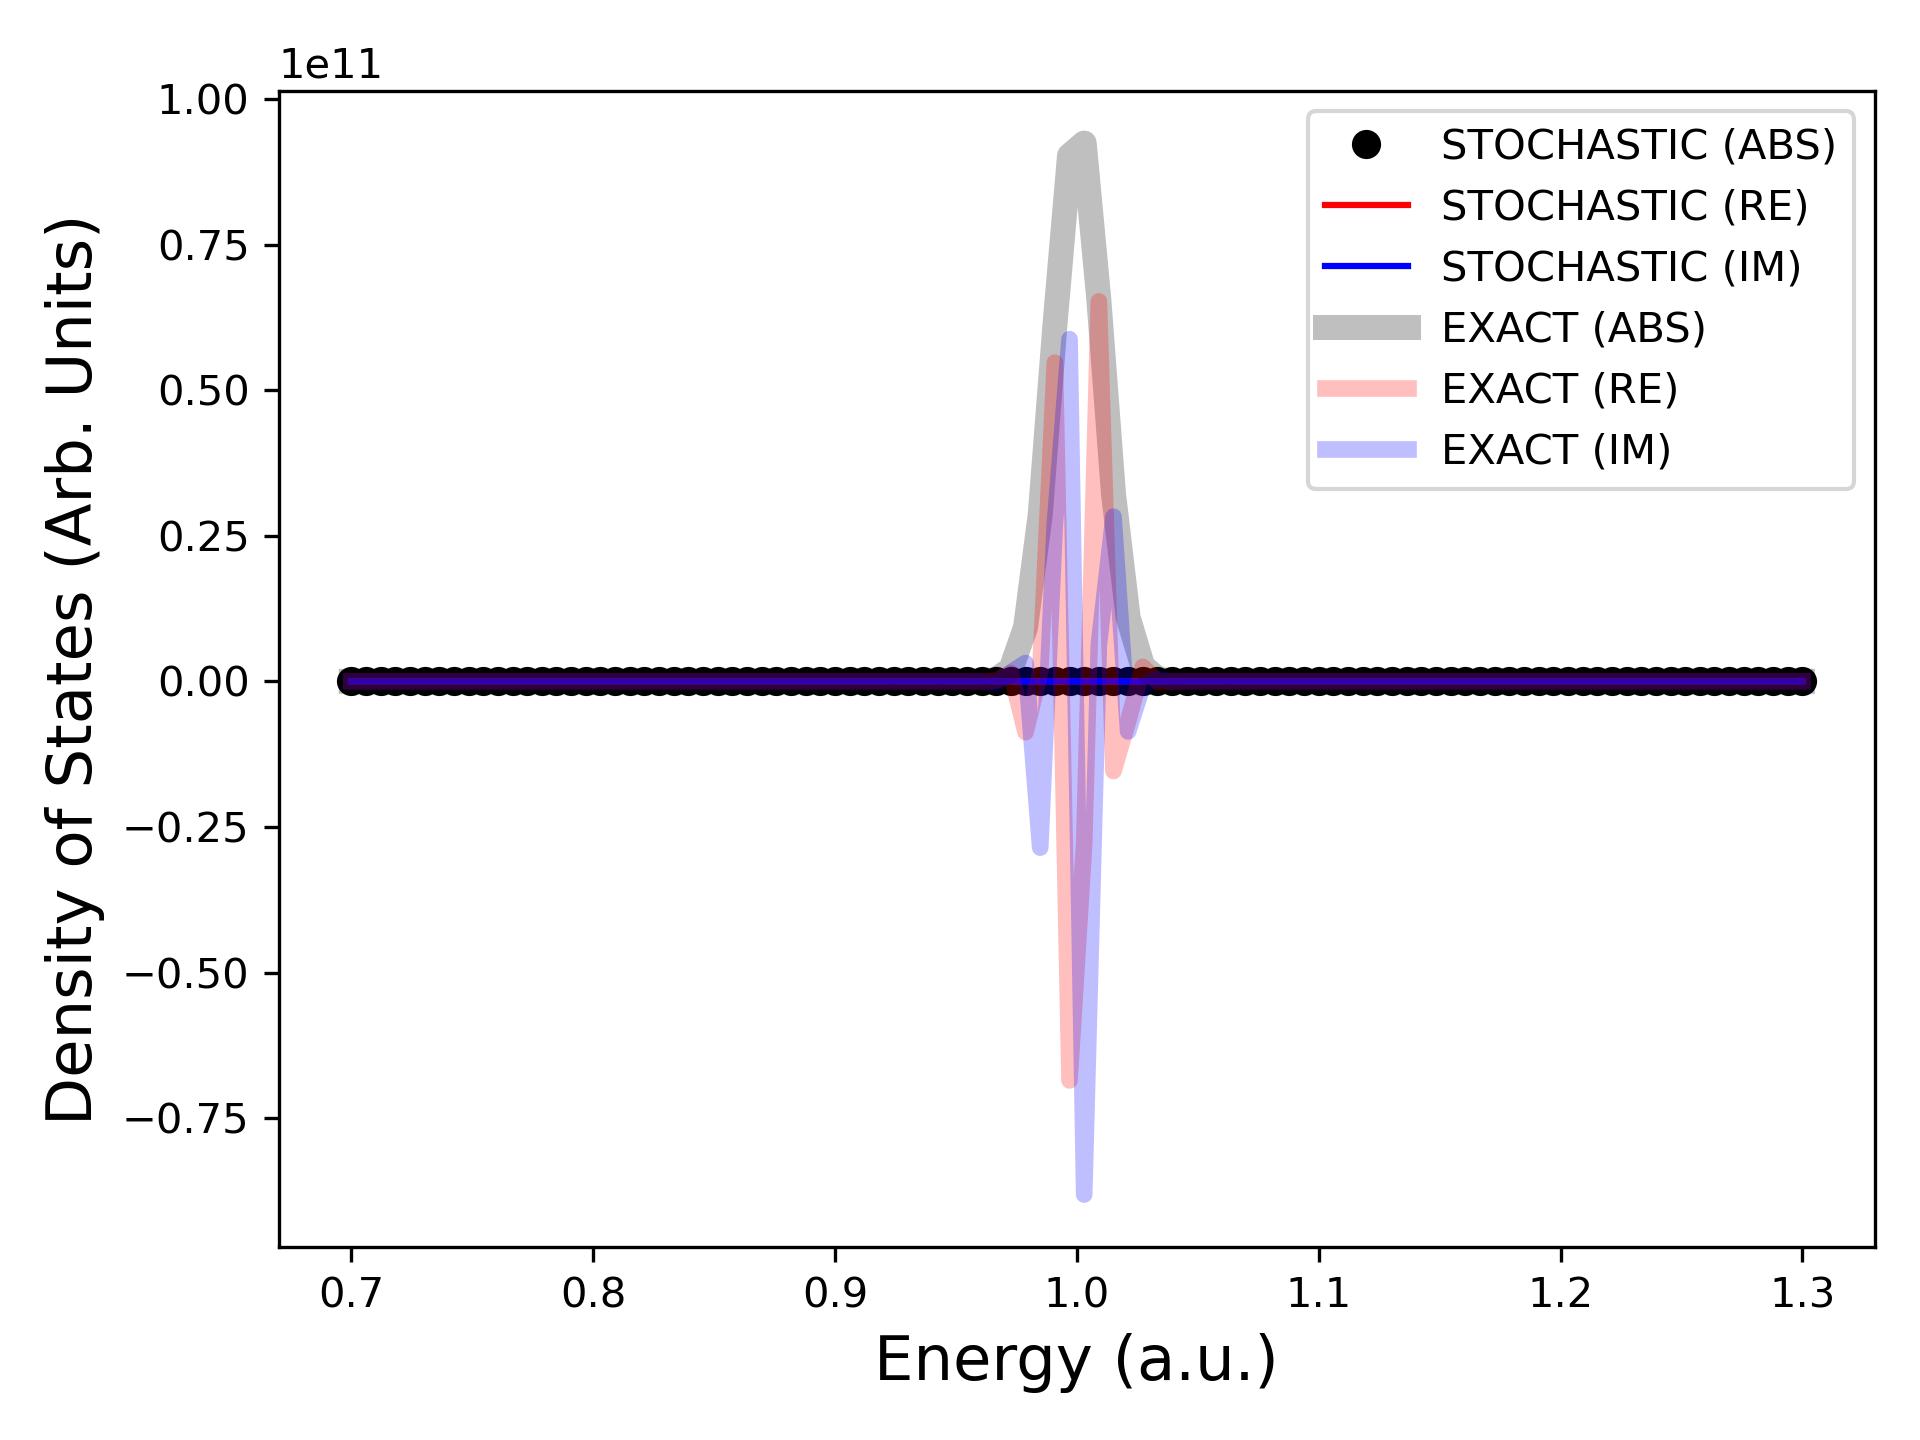 1e11
1.00
0.75
0.50
0.25
0.00
−0.25
−0.50
−0.75
Density of States (Arb. Units)
STOCHASTIC (ABS)
STOCHASTIC (RE)
STOCHASTIC (IM)
EXACT (ABS)
EXACT (RE)
EXACT (IM)
0.7 0.8 0.9 1.0 1.1 1.2 1.3
Energy (a.u.)